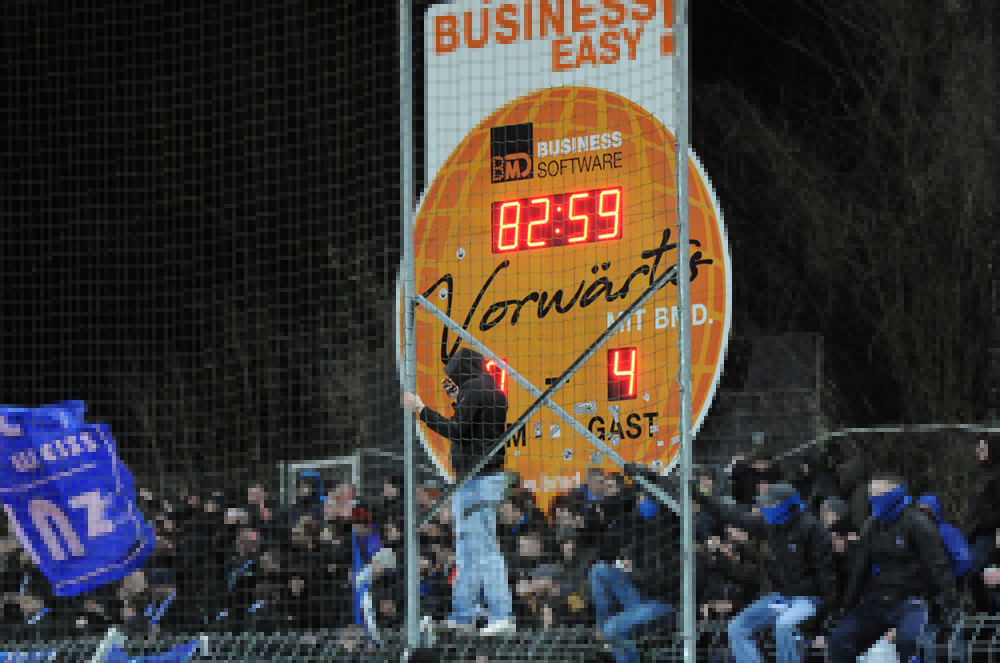 BUSINESS!
EASY
BMD
BUSINESS
SOFTWARE
82:59
Vorwärts
MIT BMD.
4
GAST